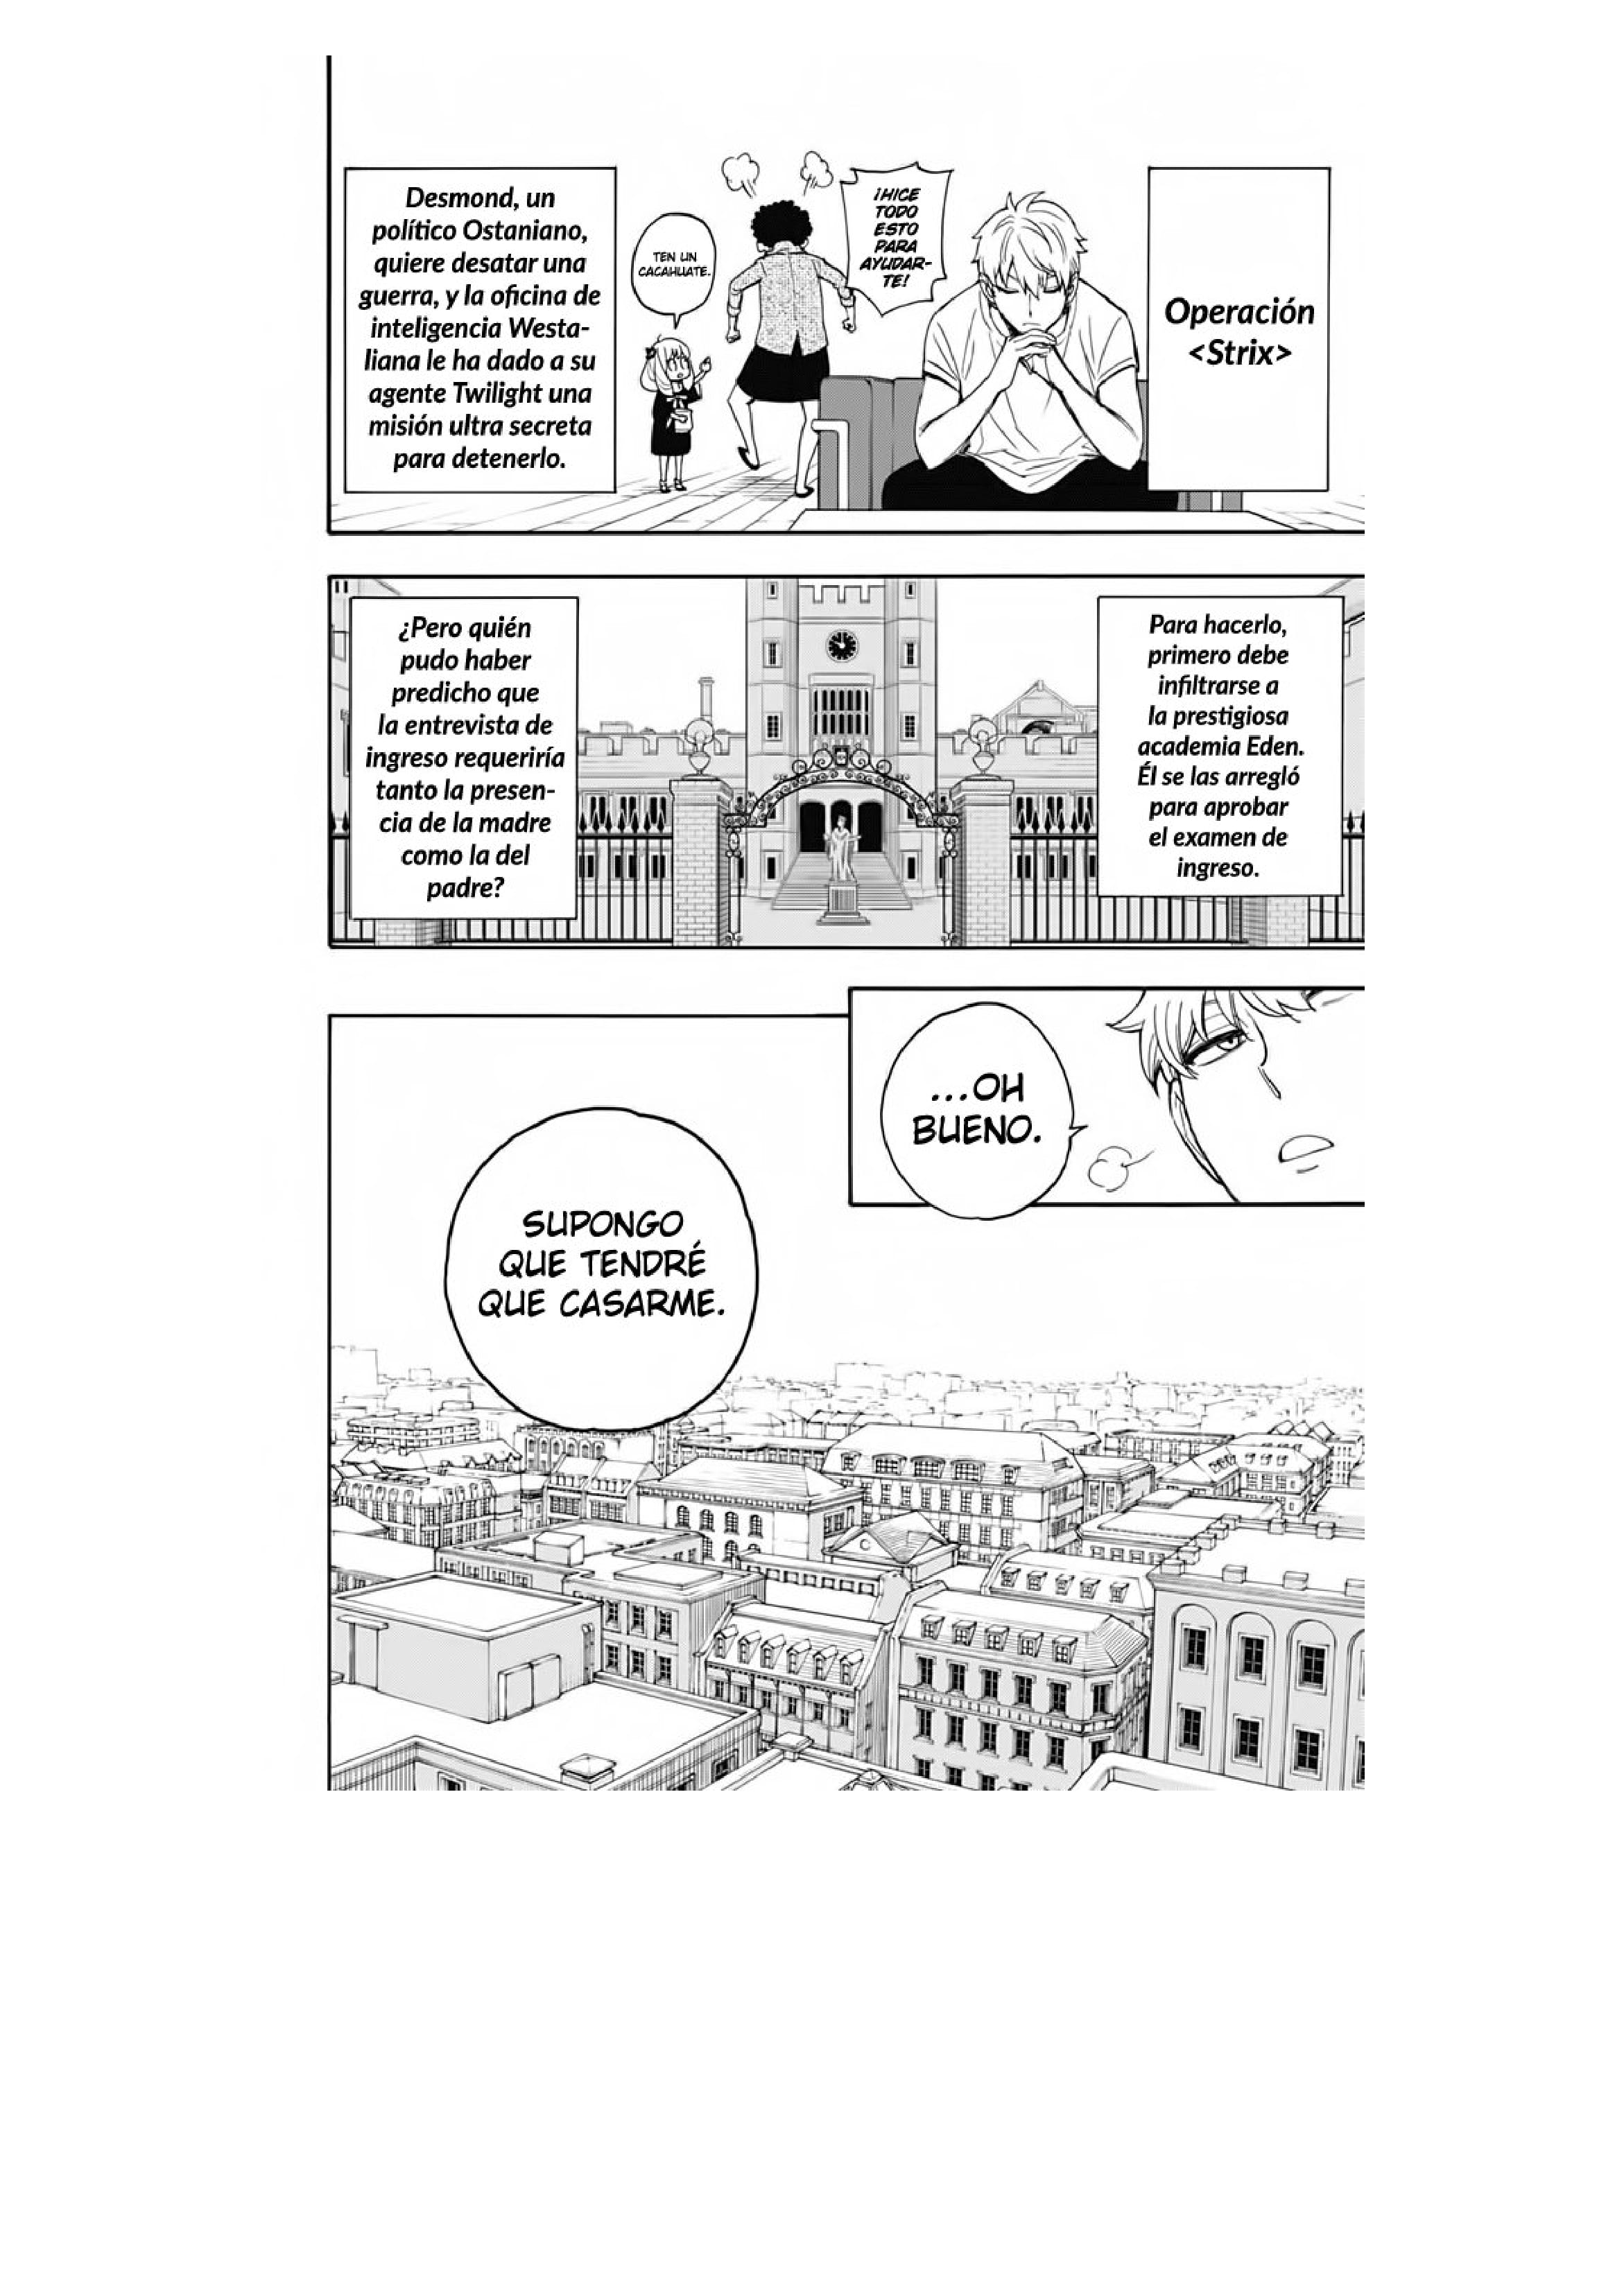 Operación
<Strix>
¡HICE
TODO
ESTO
PARA
AYUDAR-
TE!
TEN UN
CACAHUATE.
Desmond, un
político Ostaniano,
quiere desatar una
guerra, y la oficina de
inteligencia Westa-
liana le ha dado a su
agente Twilight una
misión ultra secreta
para detenerlo.
Para hacerlo,
primero debe
infiltrarse a
la prestigiosa
academia Eden.
Él se las arregló
para aprobar
el examen de
ingreso.
¿Pero quién
pudo haber
predicho que
la entrevista de
ingreso requeriría
tanto la presen-
cia de la madre
como la del
padre?
...OH
BUENO.
SUPONGO
QUE TENDRÉ
QUE CASARME.